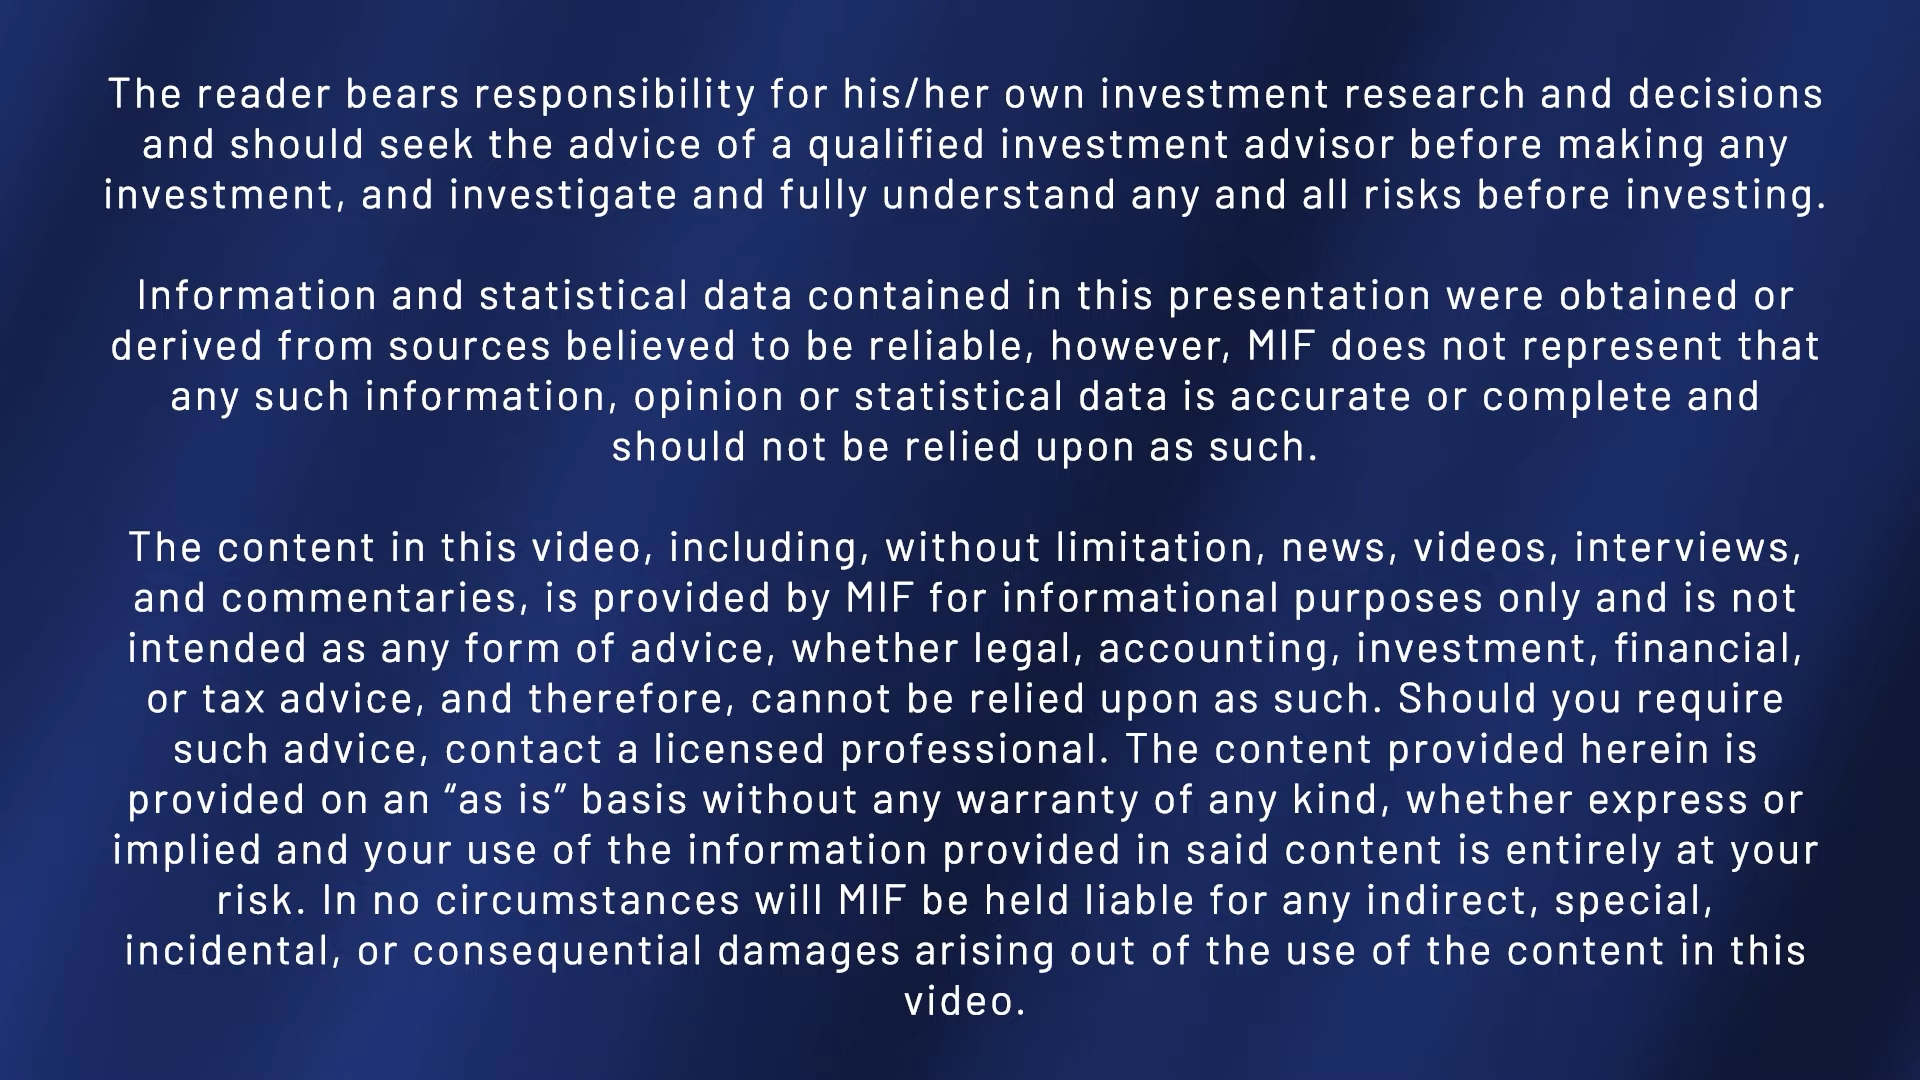 The reader bears responsibility for his/her own investment research and decisions
and should seek the advice of a qualified investment advisor before making any
investment, and investigate and fully understand any and all risks before investing.
Information and statistical data contained in this presentation were obtained or
derived from sources believed to be reliable, however, MIF does not represent that
any such information, opinion or statistical data is accurate or complete and
should not be relied upon as such.
The content in this video, including, without limitation, news, videos, interviews,
and commentaries, is provided by MIF for informational purposes only and is not
intended as any form of advice, whether legal, accounting, investment, financial,
or tax advice, and therefore, cannot be relied upon as such. Should you require
such advice, contact a licensed professional. The content provided herein is
provided on an “as is” basis without any warranty of any kind, whether express or
implied and your use of the information provided in said content is entirely at your
risk. In no circumstances will MIF be held liable for any indirect, special,
incidental, or consequential damages arising out of the use of the content in this
video.